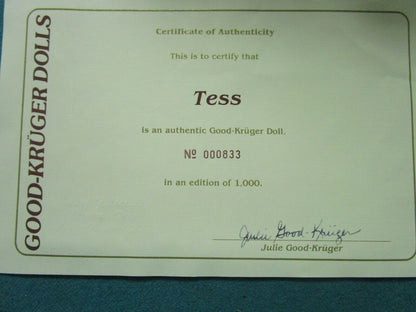 GOOD-KRÜGER DOLLS
Certificate of Authenticity
This is to certify that
Tess
is an authentic Good-Krüger Doll.
Nº 000833
in an edition of 1,000.
Julie Good-Krüger
Julie Good-Krüger